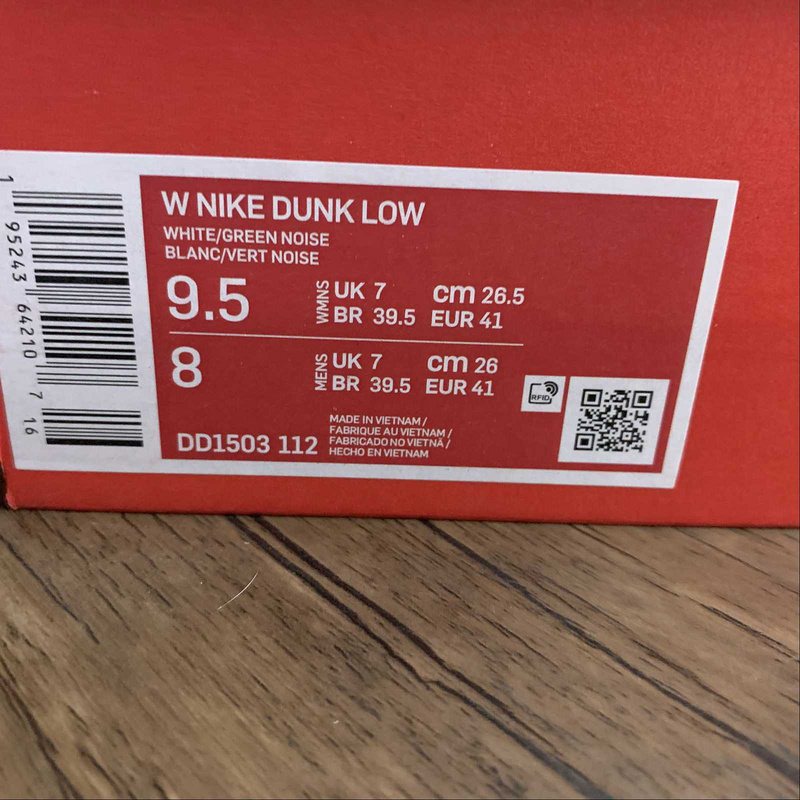 W NIKE DUNK LOW
WHITE/GREEN NOISE
BLANC/VERT NOISE
9.5 WMNS UK 7 cm 26.5
BR 39.5 EUR 41
8 MENS UK 7 cm 26
BR 39.5 EUR 41
RFID
DD1503 112
MADE IN VIETNAM /
FABRIQUE AU VIETNAM /
FABRICADO NO VIETNÃ /
HECHO EN VIETNAM
1 95243 64210 7 16